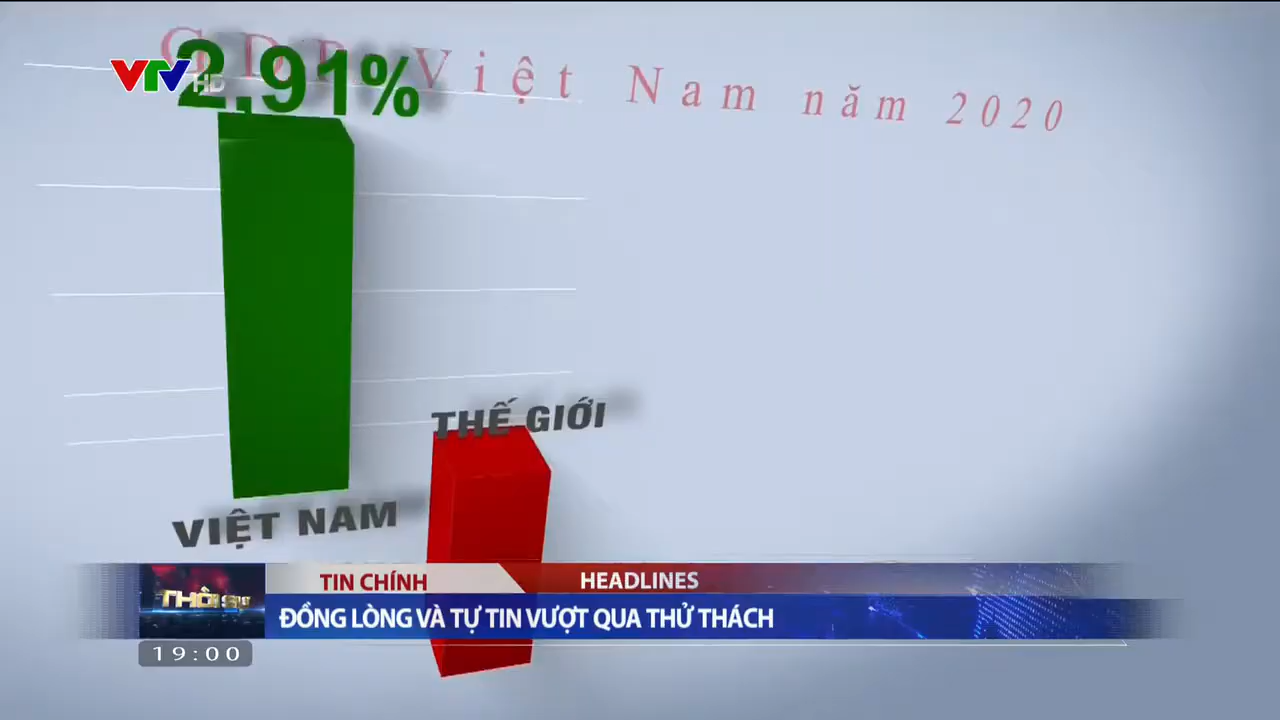 GDP Việt Nam năm 2020
VTV HD
2,91%
THẾ GIỚI
VIỆT NAM
TIN CHÍNH
HEADLINES
THỜI SỰ
ĐỒNG LÒNG VÀ TỰ TIN VƯỢT QUA THỬ THÁCH
19:00